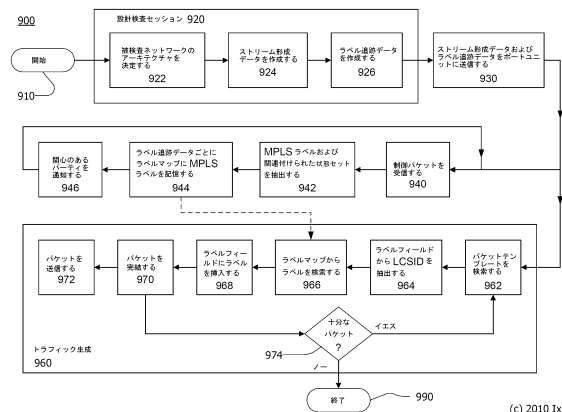 900
設計検査セッション 920
開始
910
被検査ネットワークの
アーキテクチャを
決定する
922
ストリーム形成
データを作成する
924
ラベル追跡データ
を作成する
926
ストリーム形成データおよび
ラベル追跡データをポートユ
ニットに送信する
930
関心のある
パーティを
通知する
946
ラベル追跡データごとに
ラベルマップに MPLS
ラベルを記憶する
944
MPLS ラベルおよび
関連付けられた状態セット
を抽出する
942
制御パケットを
受信する
940
パケットを
送信する
972
パケットを
完結する
970
ラベルフィー
ルドにラベル
を挿入する
968
ラベルマップから
ラベルを検索する
966
ラベルフィールド
から LCSID を
抽出する
964
パケットテン
プレートを
検索する
962
十分な
パケット
?
イエス
974
ノー
トラフィック生成
960
終了
990
(c) 2010 Ix